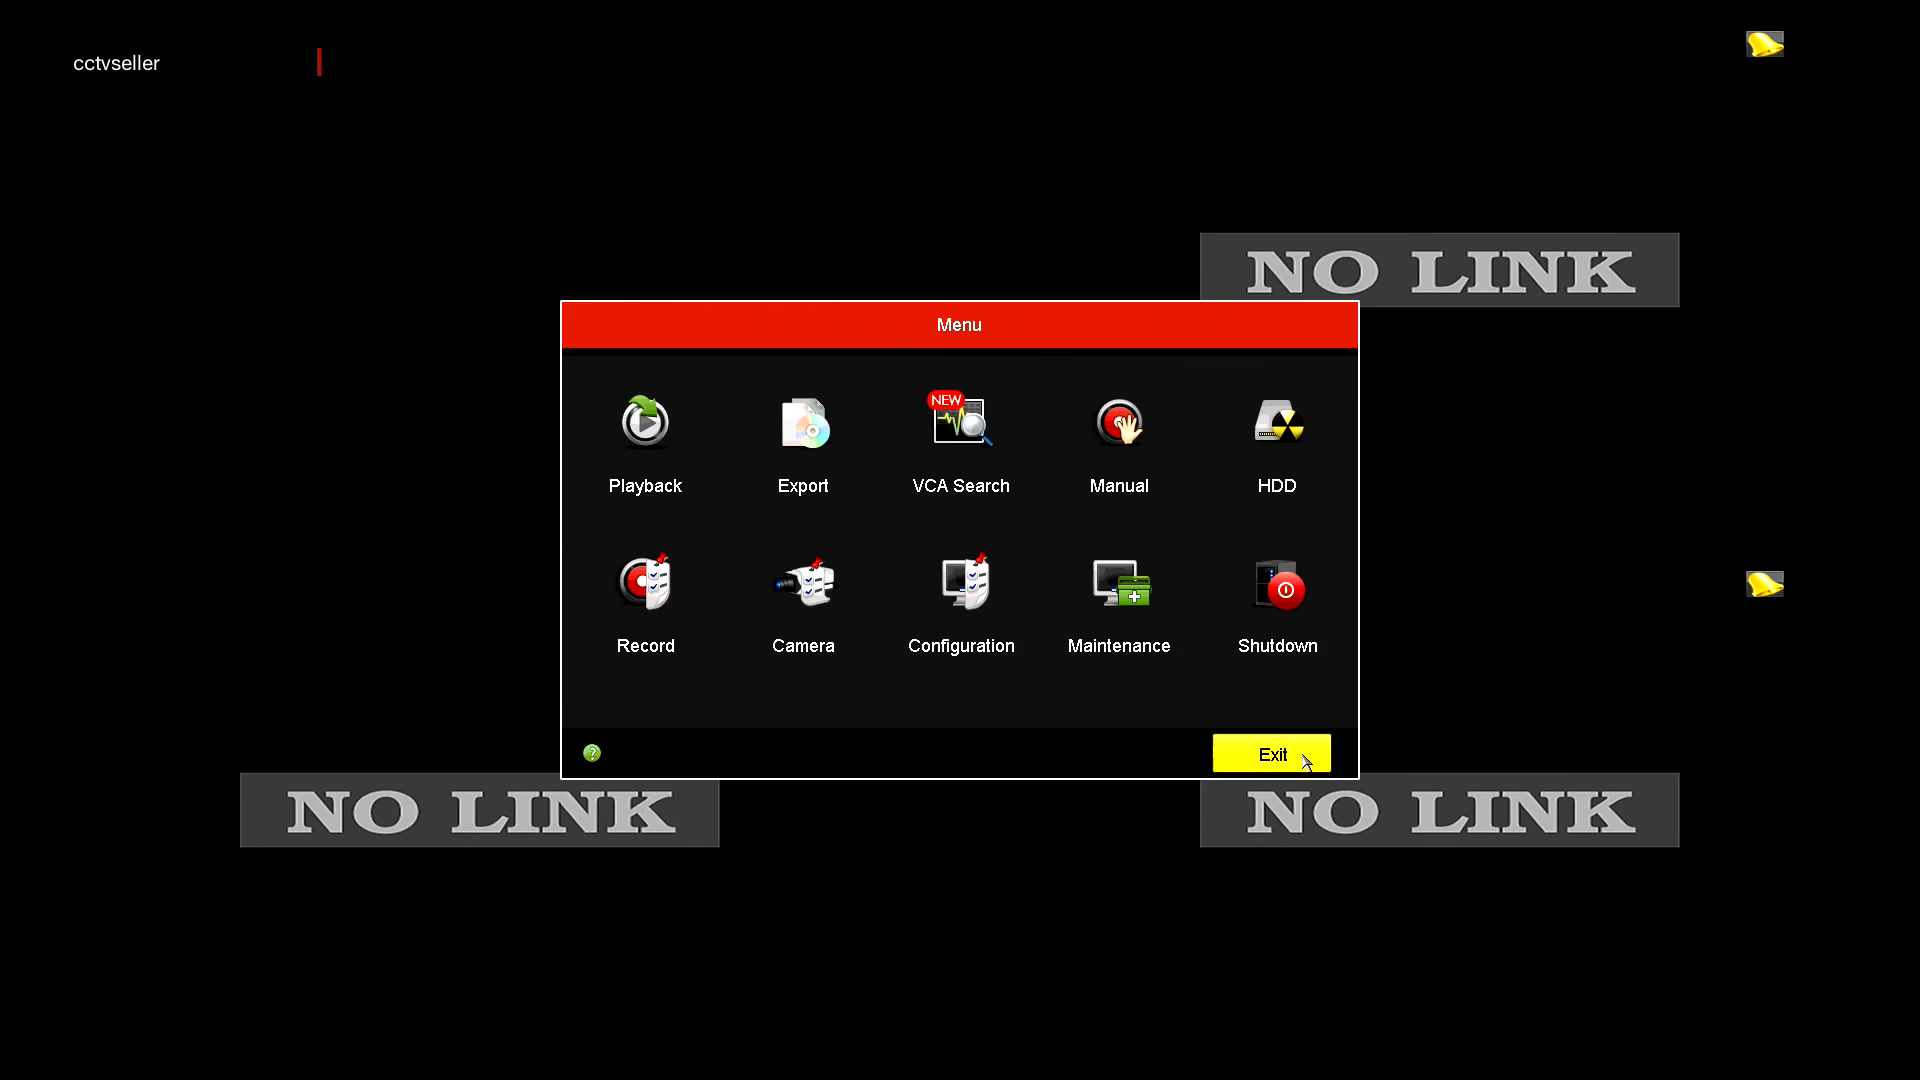 cctvseller
NO LINK
Menu
NEW
Playback
Export
VCA Search
Manual
HDD
Record
Camera
Configuration
Maintenance
Shutdown
?
Exit
NO LINK
NO LINK